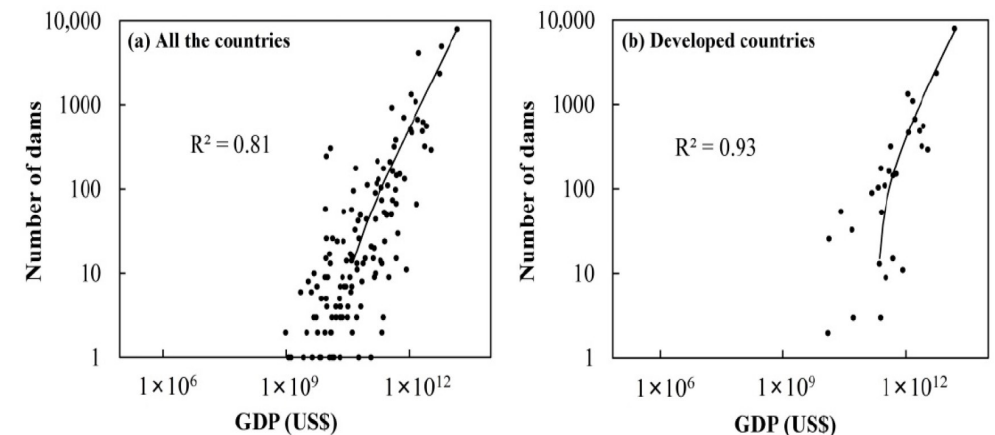 (a) All the countries
Number of dams
10,000
1000
100
10
1
R² = 0.81
1×10⁶
1×10⁹
1×10¹²
GDP (US$)
(b) Developed countries
Number of dams
10,000
1000
100
10
1
R² = 0.93
1×10⁶
1×10⁹
1×10¹²
GDP (US$)